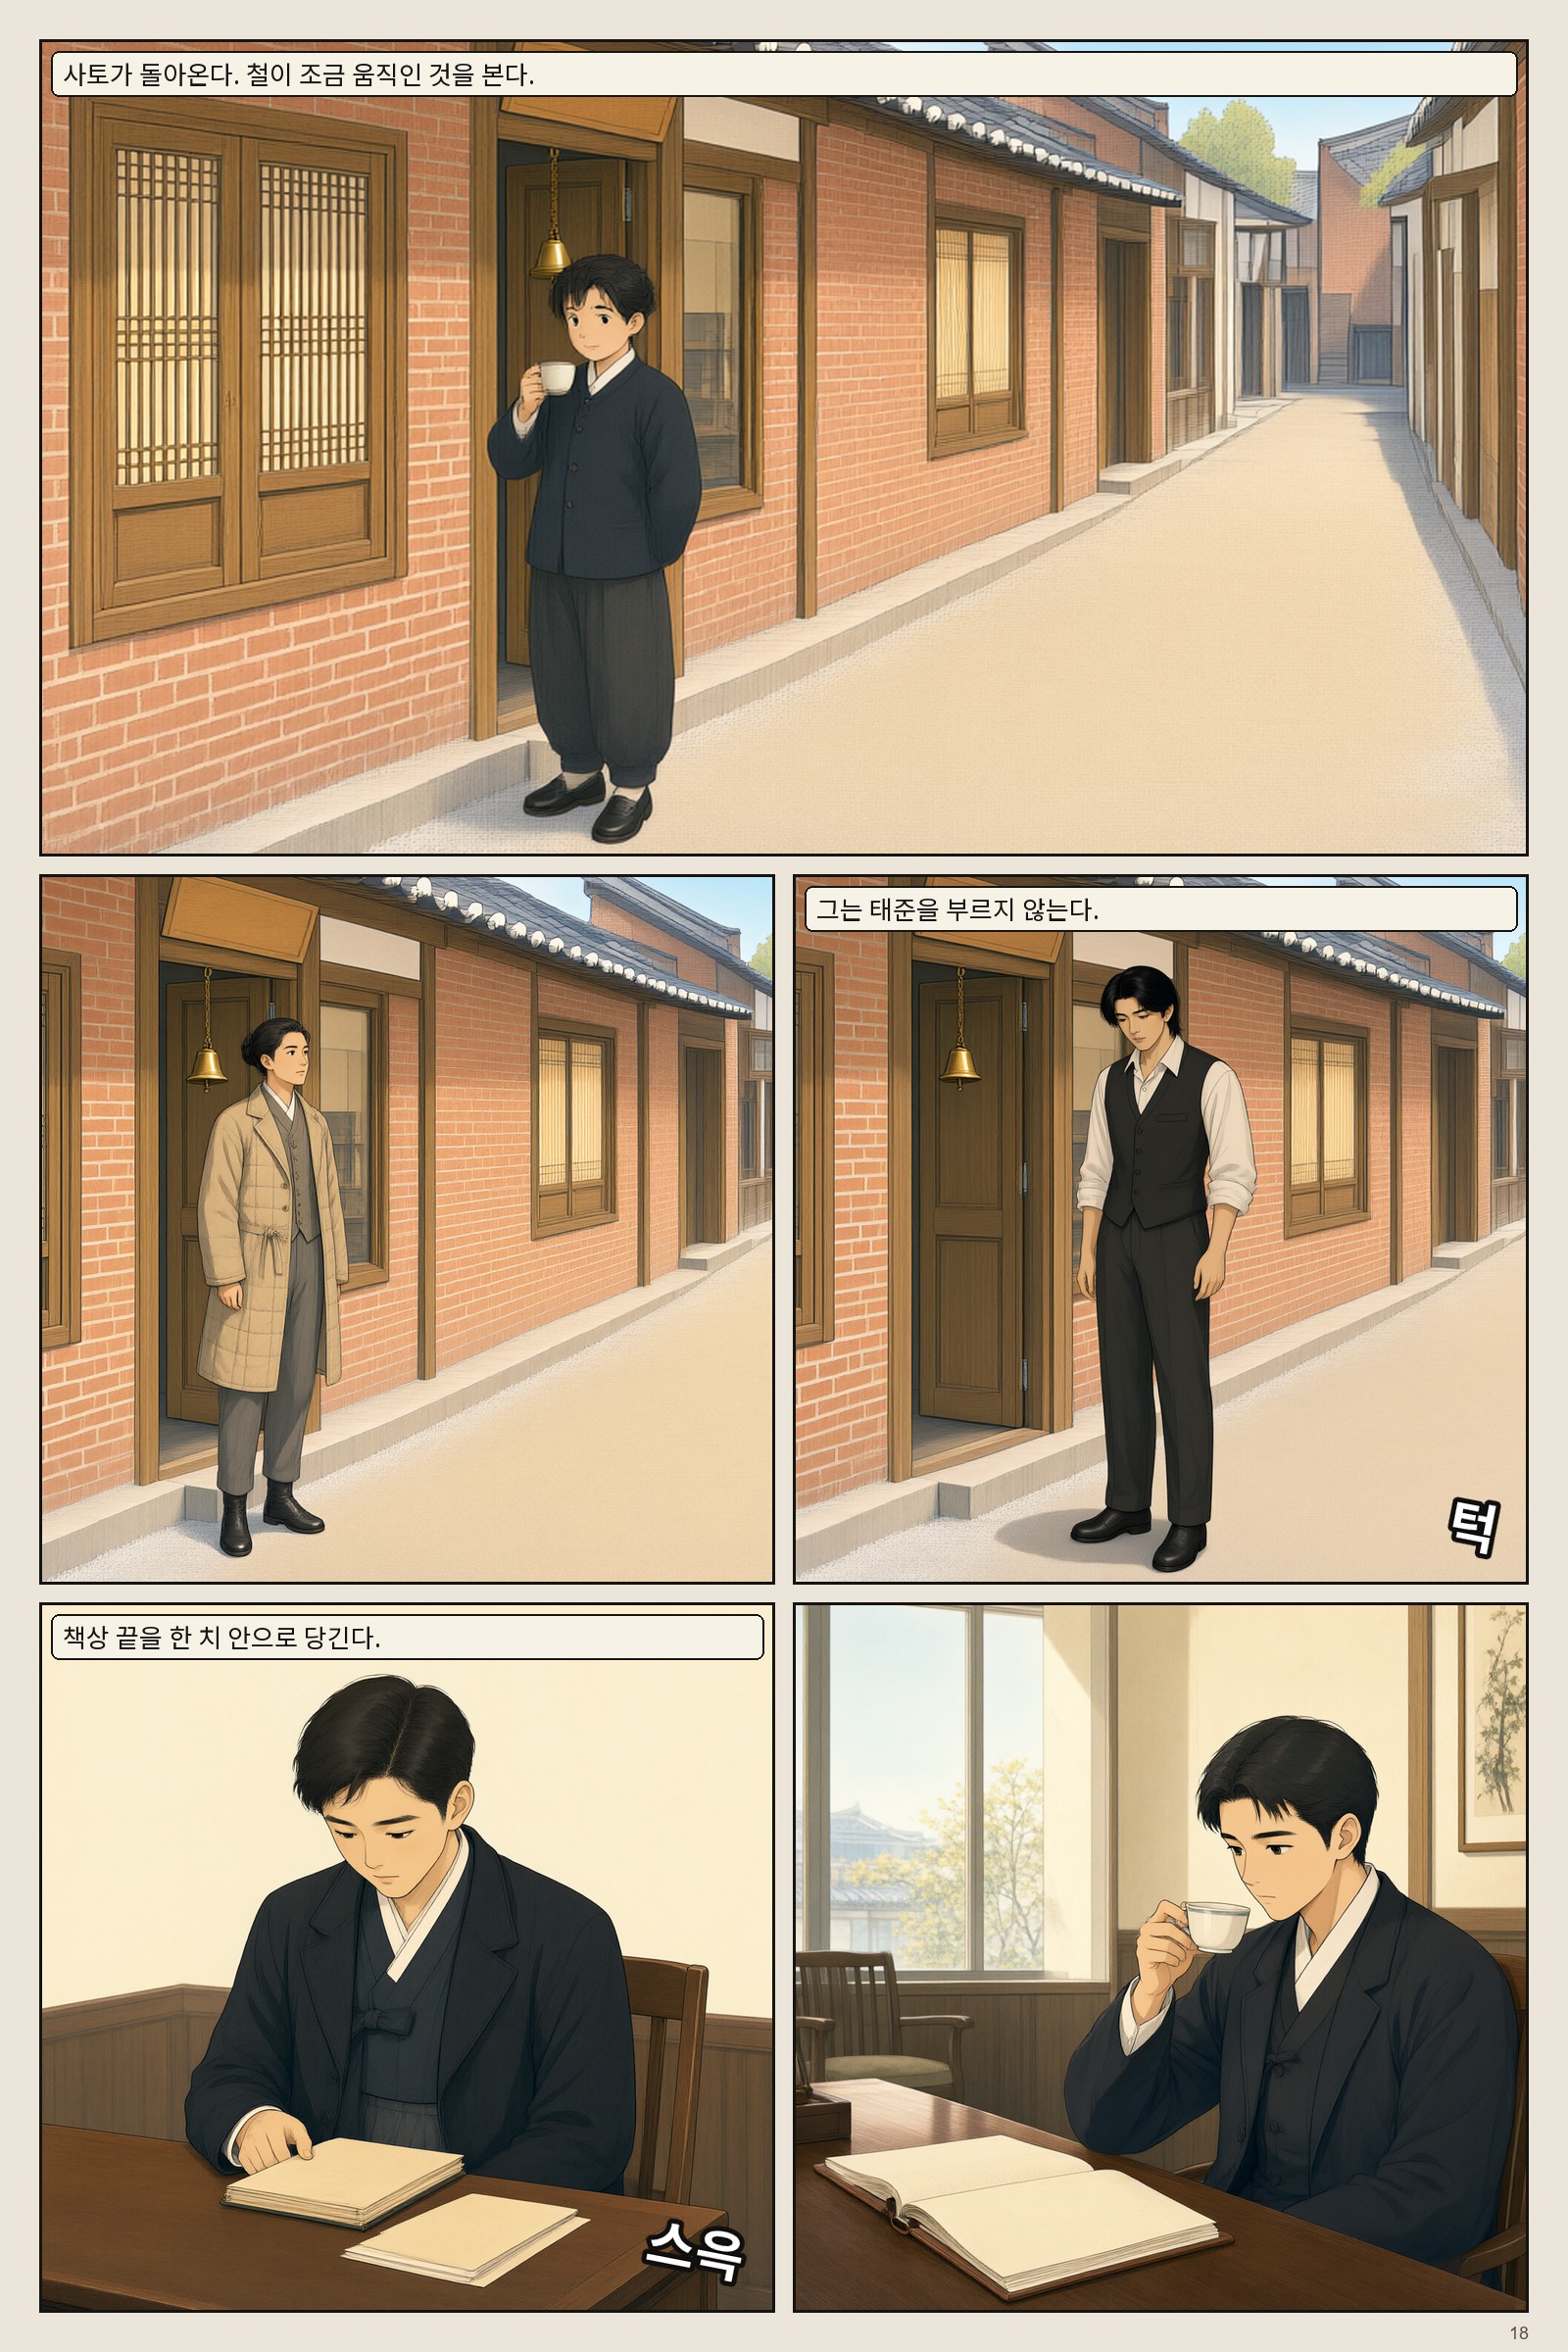 사토가 돌아온다. 철이 조금 움직인 것을 본다.
그는 태준을 부르지 않는다.
턱
책상 끝을 한 치 안으로 당긴다.
스윽
18